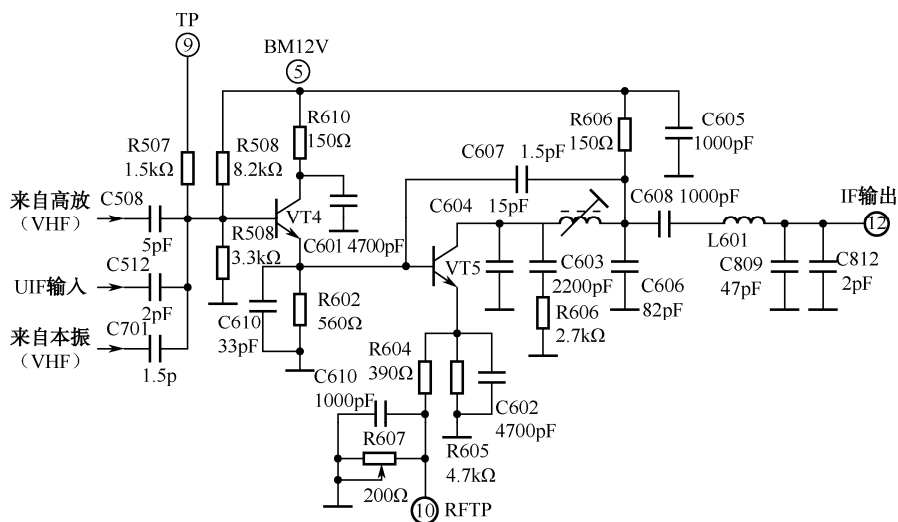 TP
9
BM12V
5
R610
150Ω
R606
150Ω
C605
1000pF
C607
1.5pF
R507
1.5kΩ
R508
8.2kΩ
来自高放
（VHF）
C508
5pF
VT4
C604
15pF
C608
1000pF
IF输出
12
R508
3.3kΩ
C601 4700pF
VT5
L601
C512
UIF输入
2pF
C603
2200pF
C606
82pF
C809
47pF
C812
2pF
R602
560Ω
C610
33pF
R606
2.7kΩ
来自本振
（VHF）
C701
1.5p
R604
390Ω
C610
1000pF
C602
4700pF
R607
200Ω
R605
4.7kΩ
10
RFTP